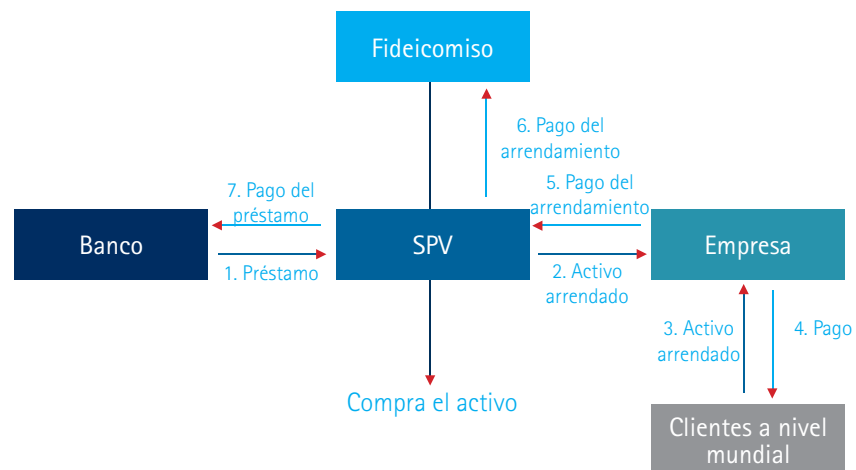 Fideicomiso
6. Pago del
arrendamiento
7. Pago del
préstamo
5. Pago del
arrendamiento
Banco
SPV
Empresa
1. Préstamo
2. Activo
arrendado
3. Activo
arrendado
4. Pago
Compra el activo
Clientes a nivel
mundial